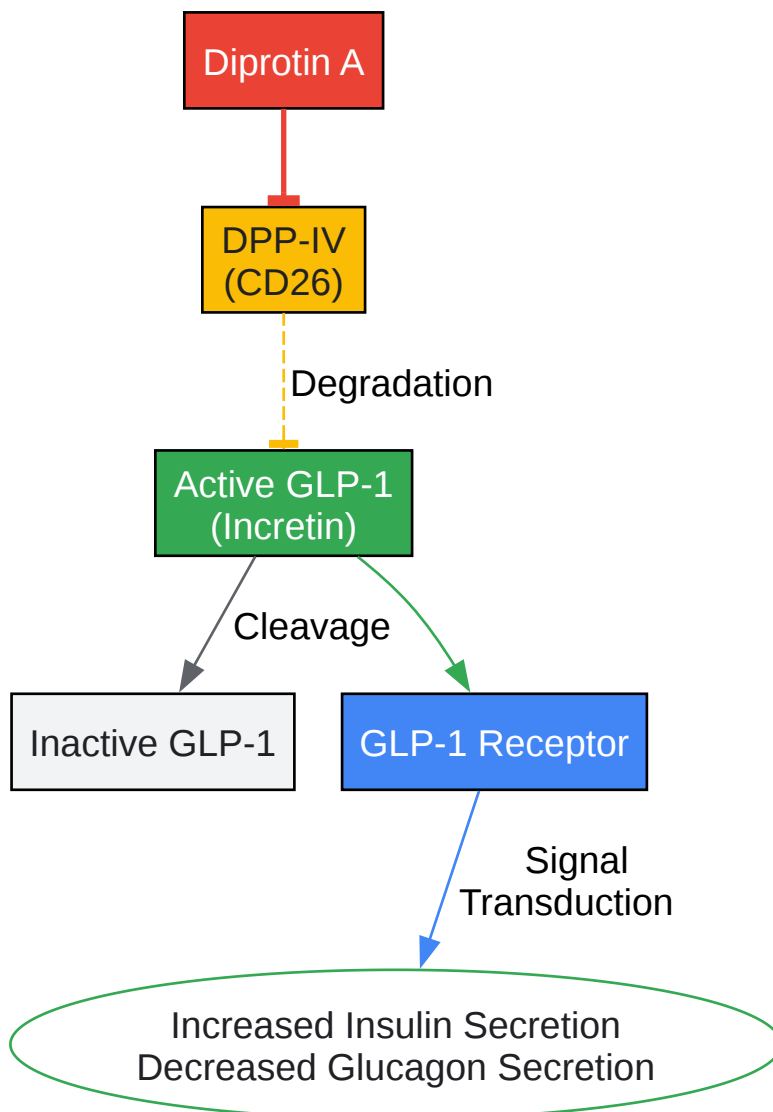 Diprotin A
DPP-IV
(CD26)
Degradation
Active GLP-1
(Incretin)
Cleavage
Inactive GLP-1
GLP-1 Receptor
Signal
Transduction
Increased Insulin Secretion
Decreased Glucagon Secretion